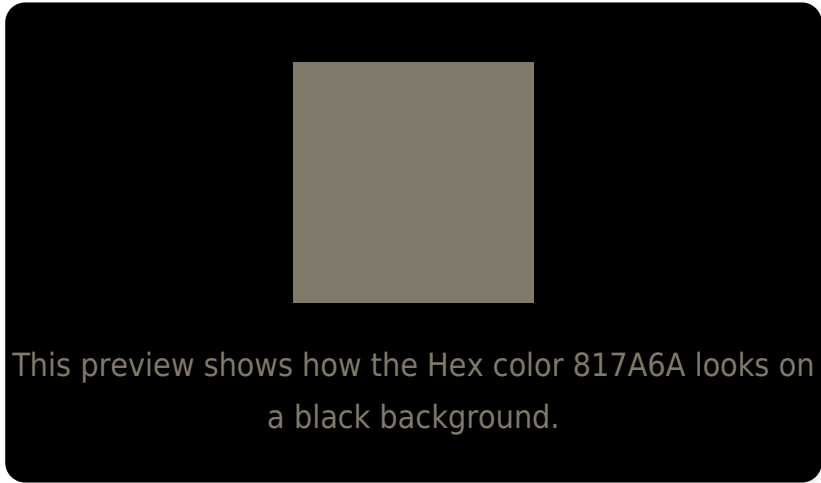 This preview shows how the Hex color 817A6A looks on
a black background.